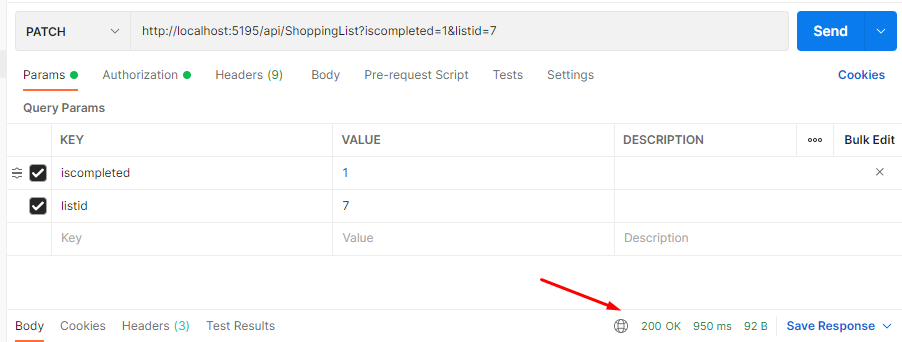 PATCH http://localhost:5195/api/ShoppingList?iscompleted=1&listid=7 Send
Params Authorization Headers (9) Body Pre-request Script Tests Settings Cookies
Query Params
KEY VALUE DESCRIPTION Bulk Edit
iscompleted 1
listid 7
Key Value Description
Body Cookies Headers (3) Test Results 200 OK 950 ms 92 B Save Response